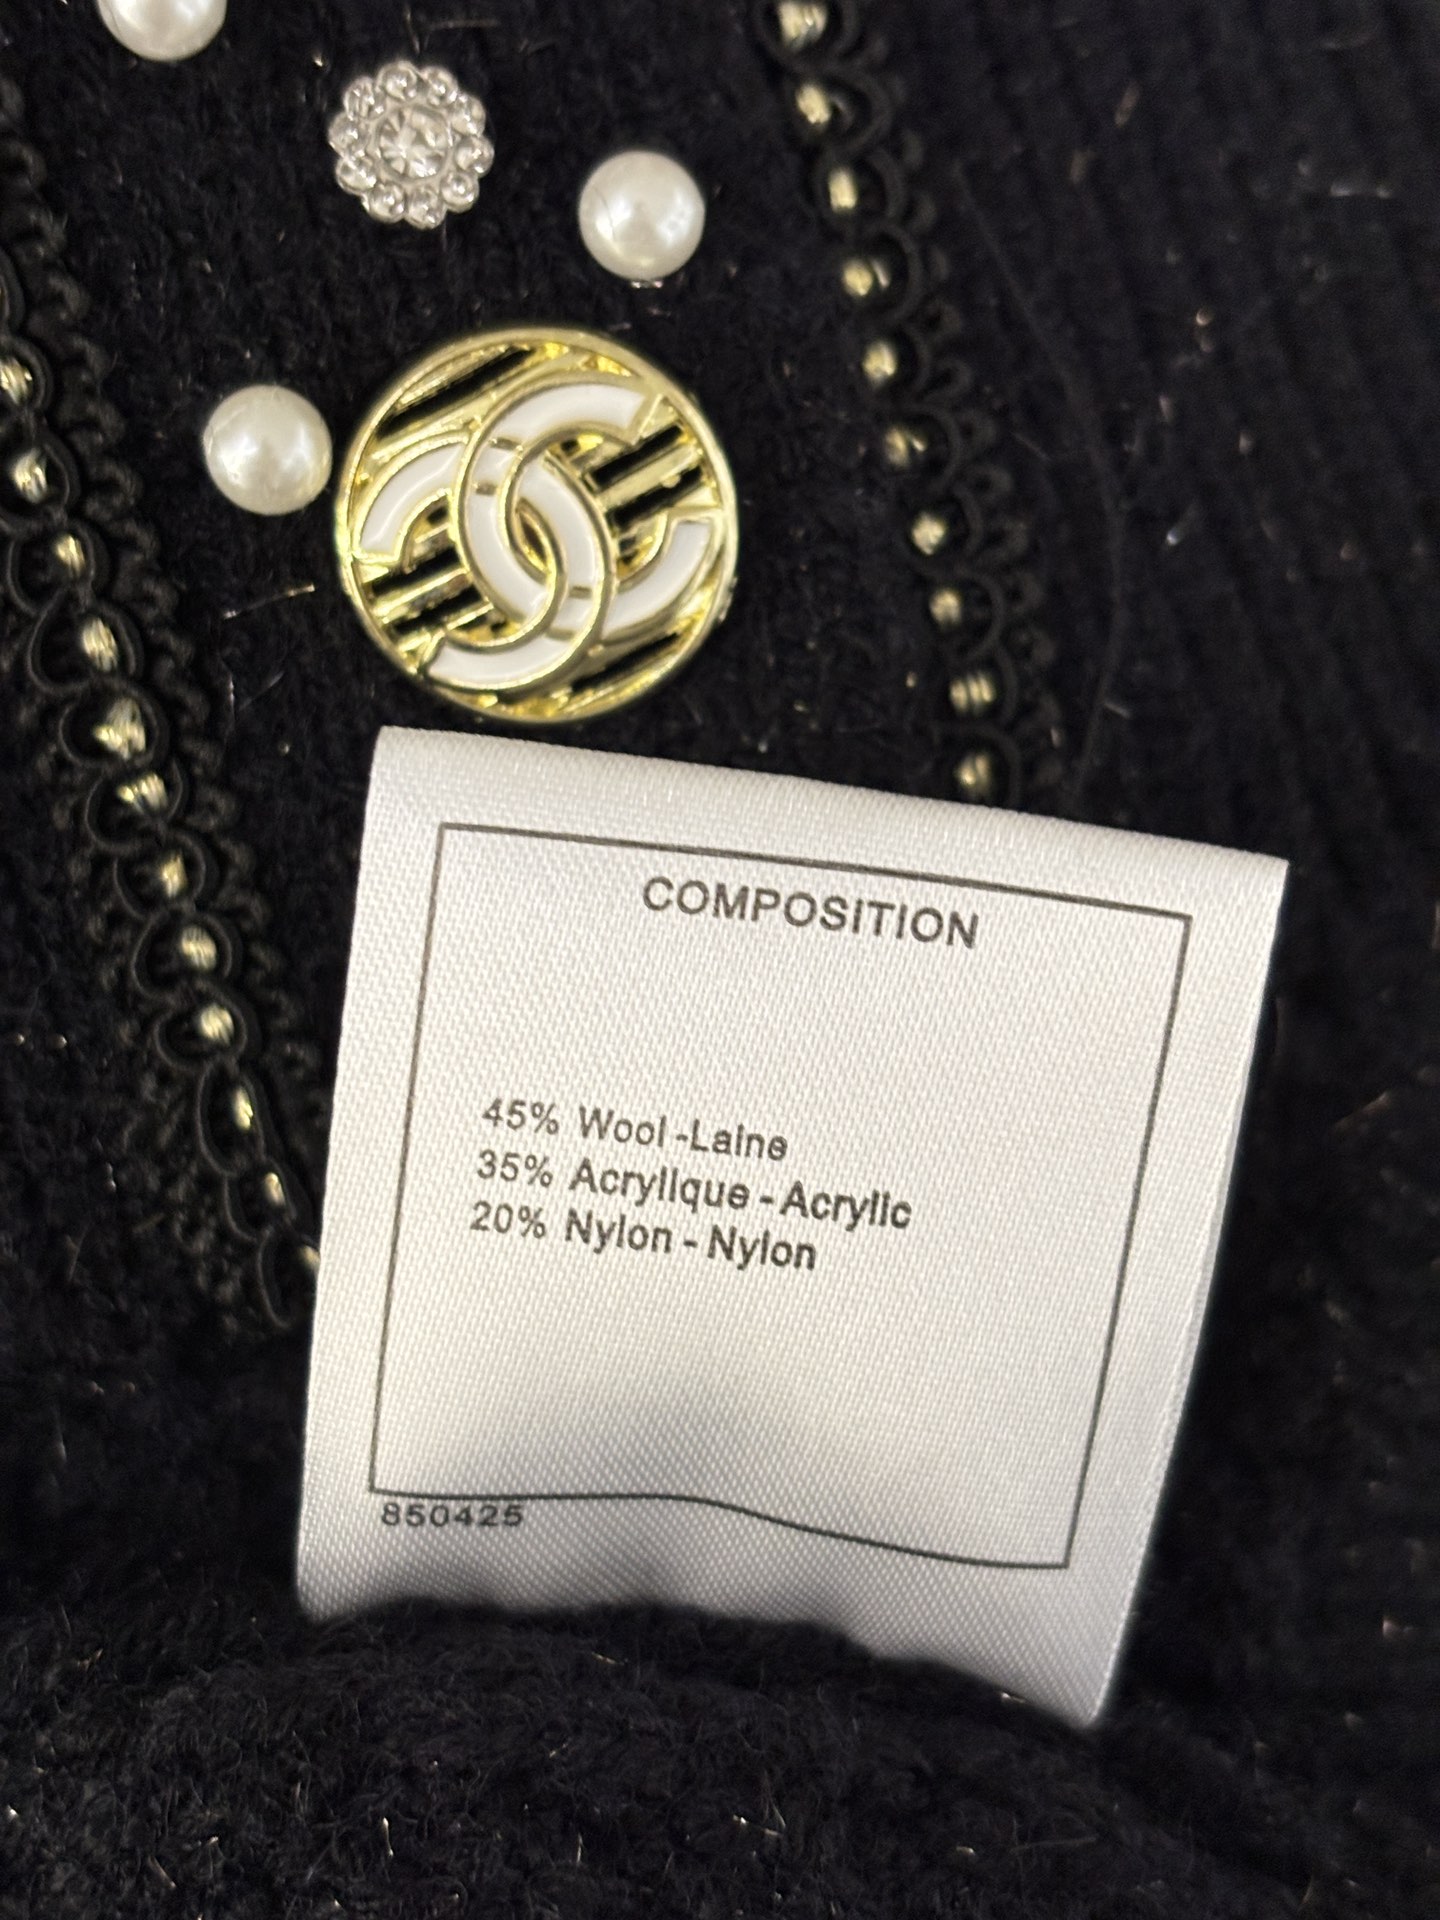 COMPOSITION
45% Wool -Laine
35% Acrylique - Acrylic
20% Nylon - Nylon
850425